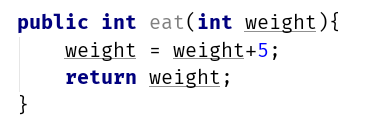 public int eat(int weight){
    weight = weight+5;
    return weight;
}